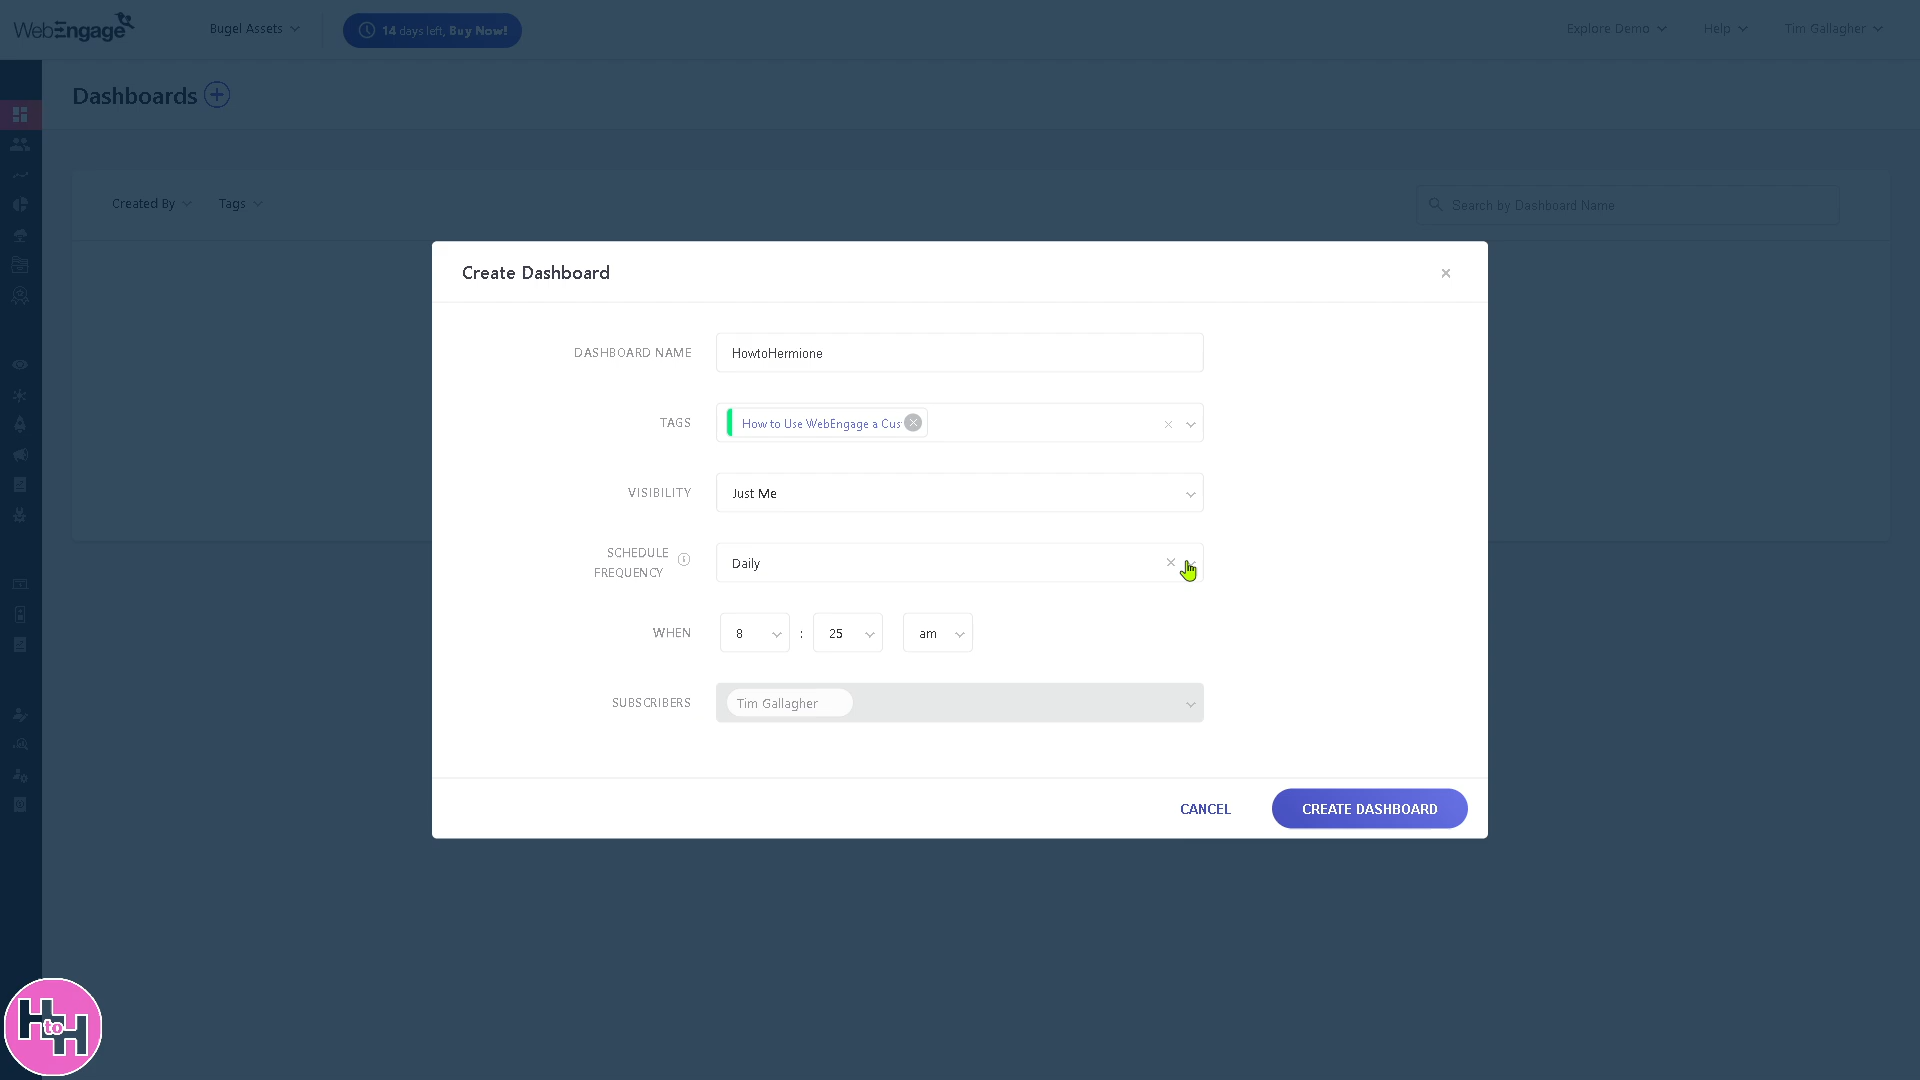 WebEngage
Bugel Assets
14 days left, Buy Now!
Explore Demo
Help
Tim Gallagher
Dashboards
Created By
Tags
Search by Dashboard Name
Create Dashboard
DASHBOARD NAME
HowtoHermione
TAGS
How to Use WebEngage a Cus
VISIBILITY
Just Me
SCHEDULE
FREQUENCY
Daily
WHEN
8 : 25 am
SUBSCRIBERS
Tim Gallagher
CANCEL
CREATE DASHBOARD
H to H